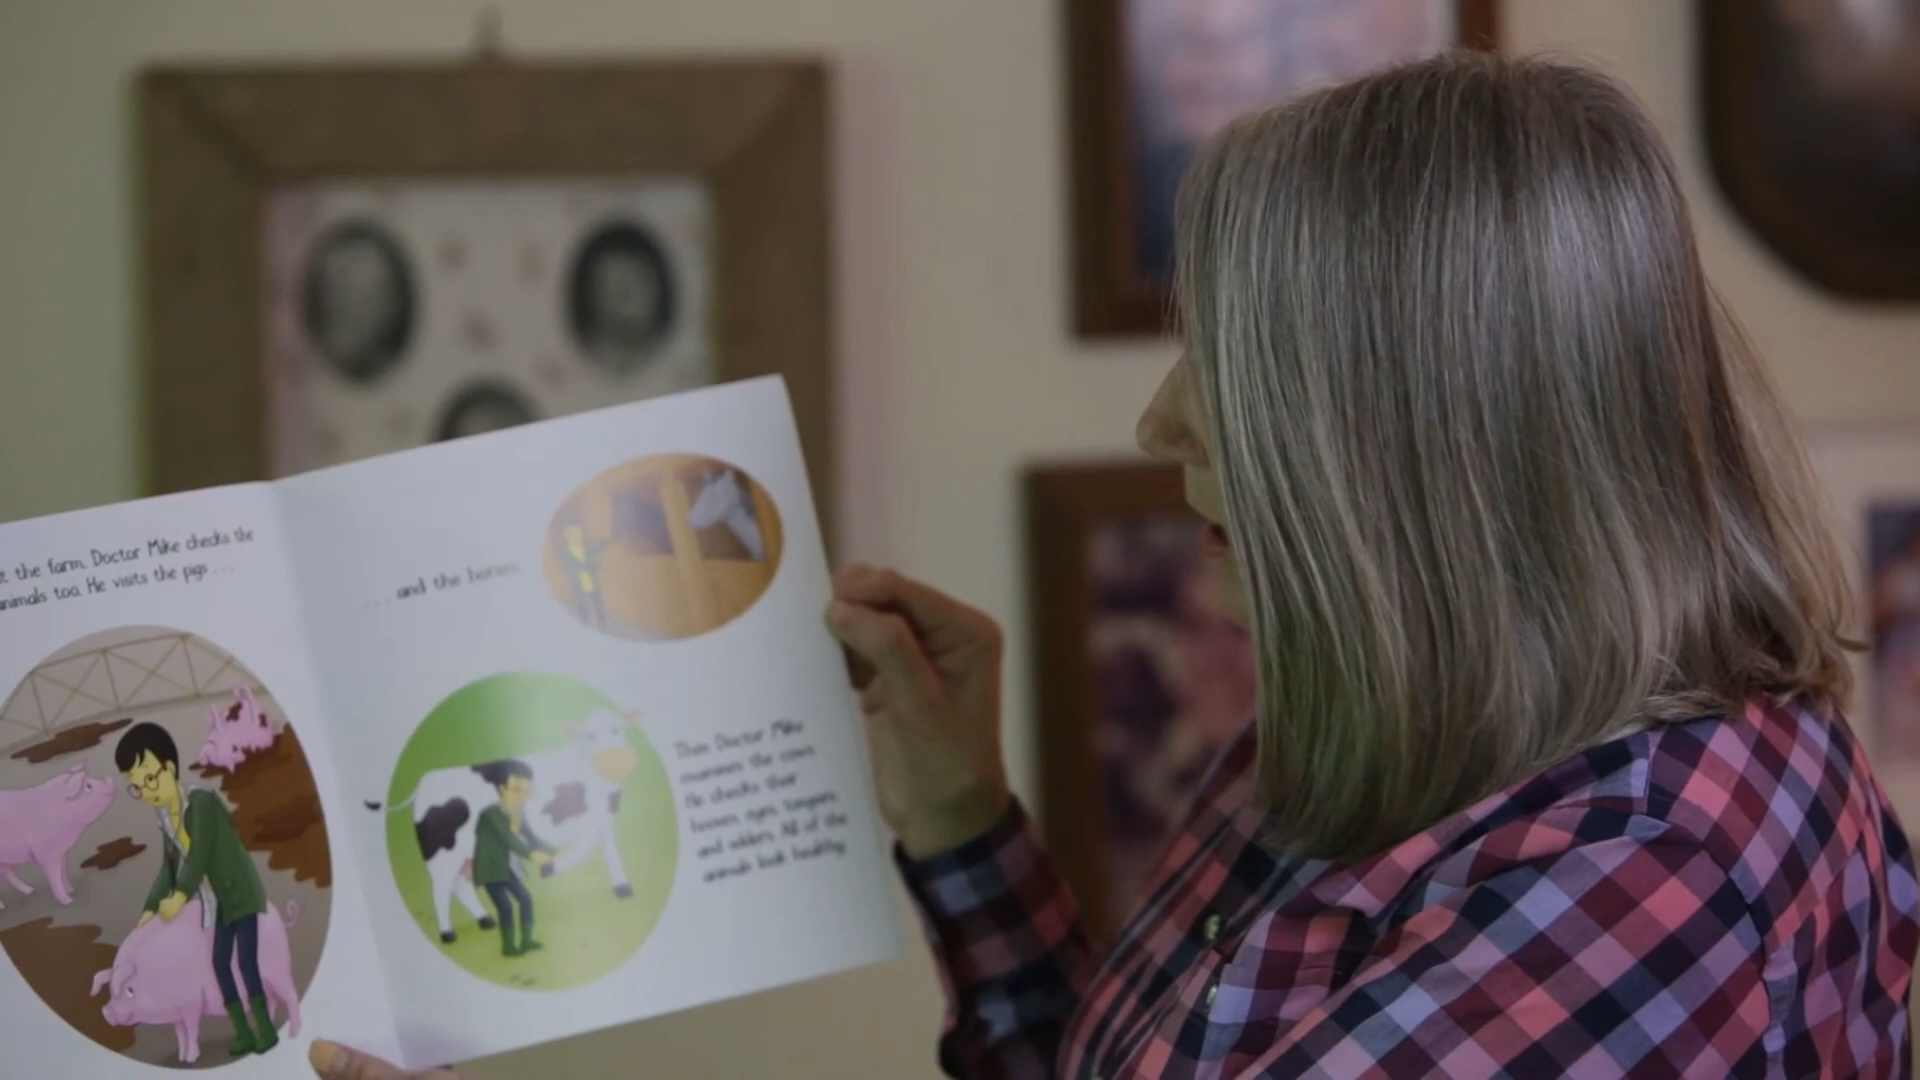 t the farm, Doctor Mike checks the
animals too. He visits the pigs . . .
. . . and the horses.
Then Doctor Mike
examines the cows.
He checks their
hooves, eyes, tongues,
and udders. All of the
animals look healthy.